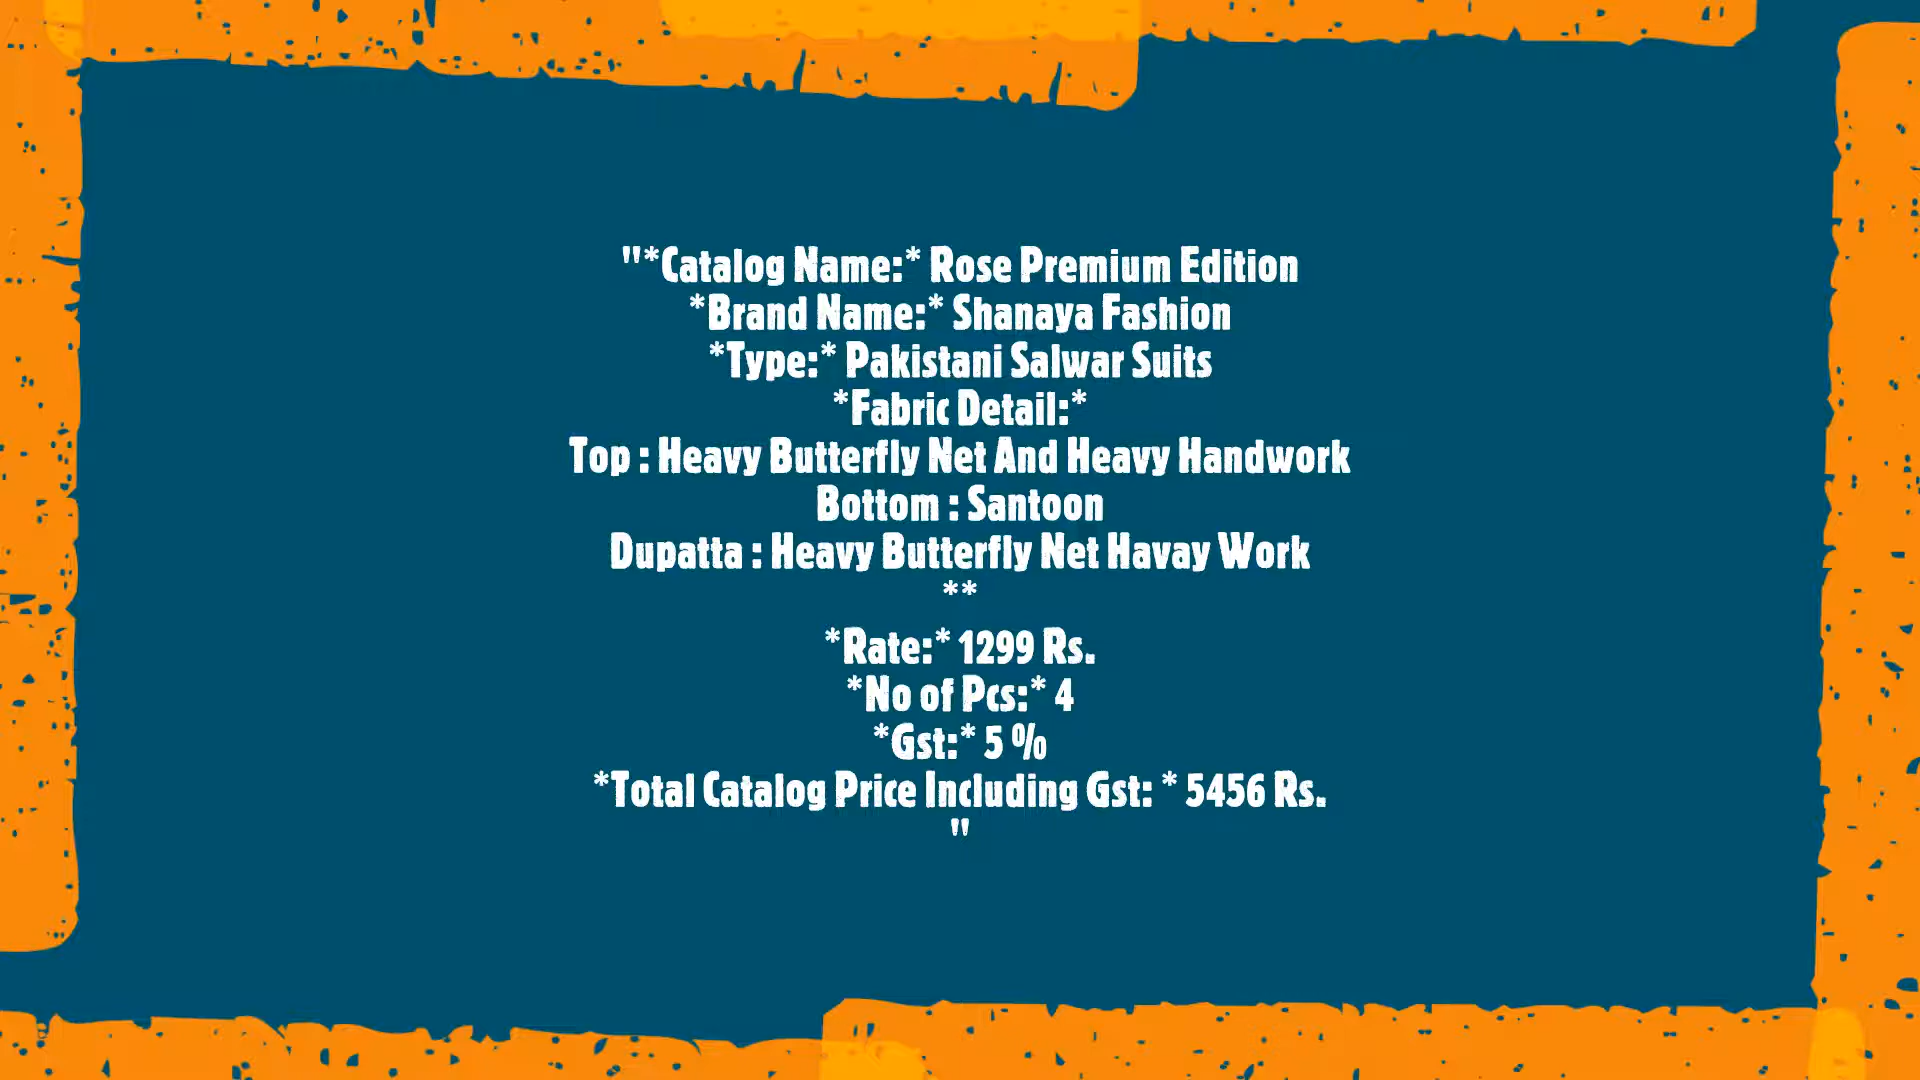 "*Catalog Name:* Rose Premium Edition
*Brand Name:* Shanaya Fashion
*Type:* Pakistani Salwar Suits
*Fabric Detail:*
Top : Heavy Butterfly Net And Heavy Handwork
Bottom : Santoon
Dupatta : Heavy Butterfly Net Havay Work
**
*Rate:* 1299 Rs.
*No of Pcs:* 4
*Gst:* 5 %
*Total Catalog Price Including Gst: * 5456 Rs.
"